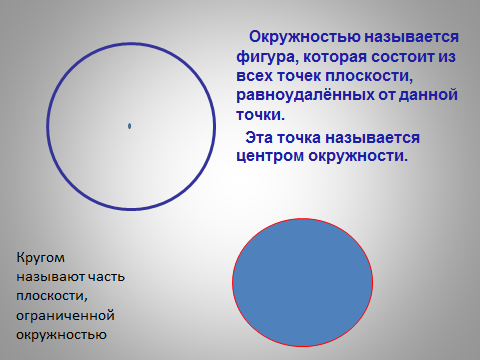 Окружностью называется
фигура, которая состоит из
всех точек плоскости,
равноудалённых от данной
точки.
Эта точка называется
центром окружности.
Кругом
называют часть
плоскости,
ограниченной
окружностью